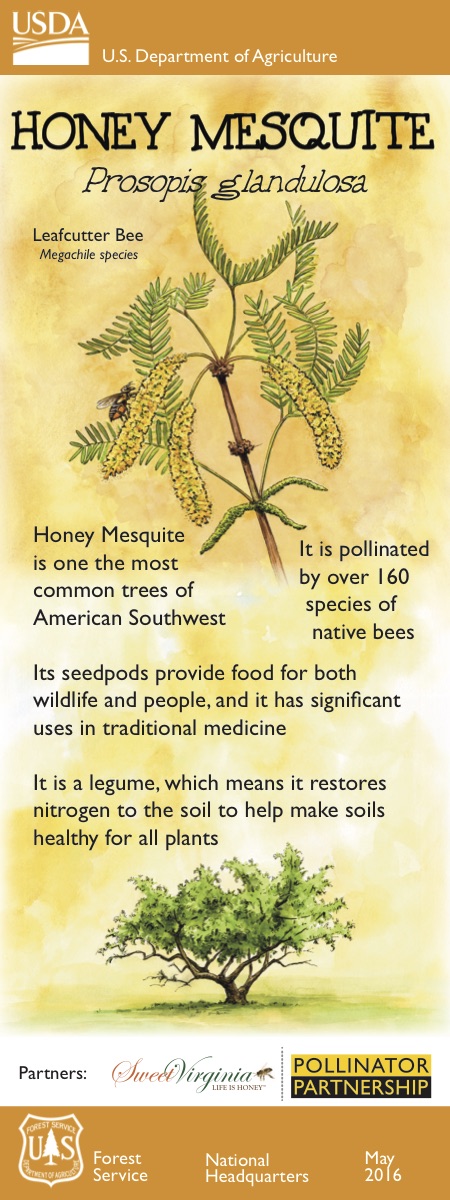 USDA
U.S. Department of Agriculture
HONEY MESQUITE
Prosopis glandulosa
Leafcutter Bee
Megachile species
Honey Mesquite
is one the most
common trees of
American Southwest
It is pollinated
by over 160
species of
native bees
Its seedpods provide food for both
wildlife and people, and it has significant
uses in traditional medicine
It is a legume, which means it restores
nitrogen to the soil to help make soils
healthy for all plants
Partners:
SweetVirginia
LIFE IS HONEY™
POLLINATOR
PARTNERSHIP
FOREST SERVICE
U S
DEPARTMENT OF AGRICULTURE
Forest
Service
National
Headquarters
May
2016